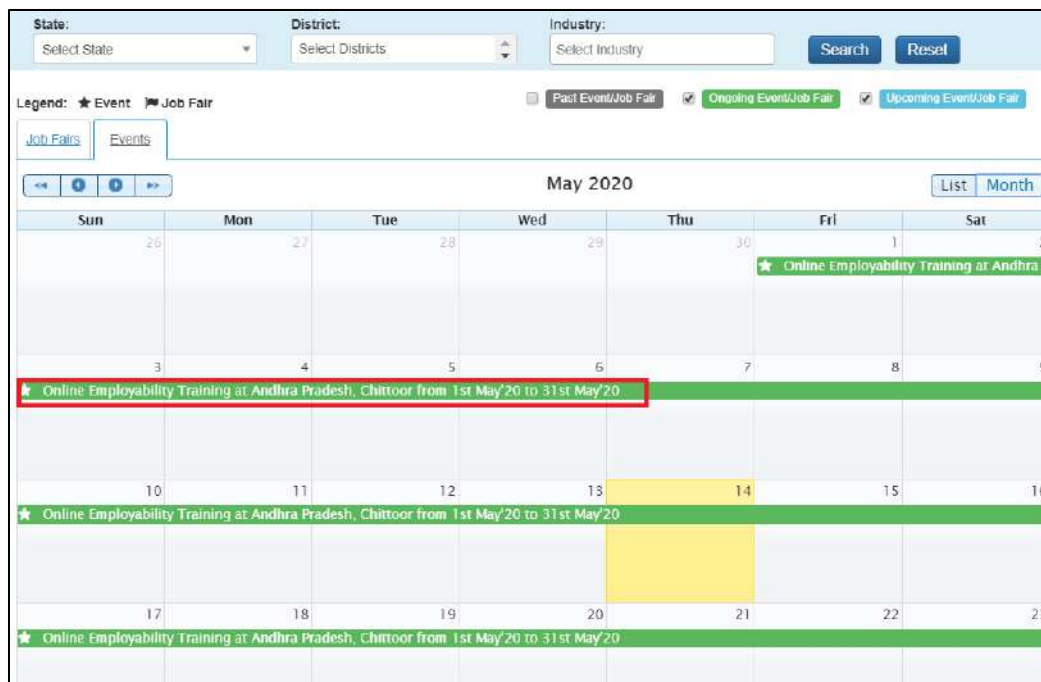 State: District: Industry:
Select State Select Districts Select Industry Search Reset
Legend: Event Job Fair Past Event/Job Fair Ongoing Event/Job Fair Upcoming Event/Job Fair
Job Fairs Events
May 2020 List Month
Sun Mon Tue Wed Thu Fri Sat
26 27 28 29 30 1
Online Employability Training at Andhra
3 4 5 6 7 8
Online Employability Training at Andhra Pradesh, Chittoor from 1st May'20 to 31st May'20
10 11 12 13 14 15
Online Employability Training at Andhra Pradesh, Chittoor from 1st May'20 to 31st May'20
17 18 19 20 21 22
Online Employability Training at Andhra Pradesh, Chittoor from 1st May'20 to 31st May'20